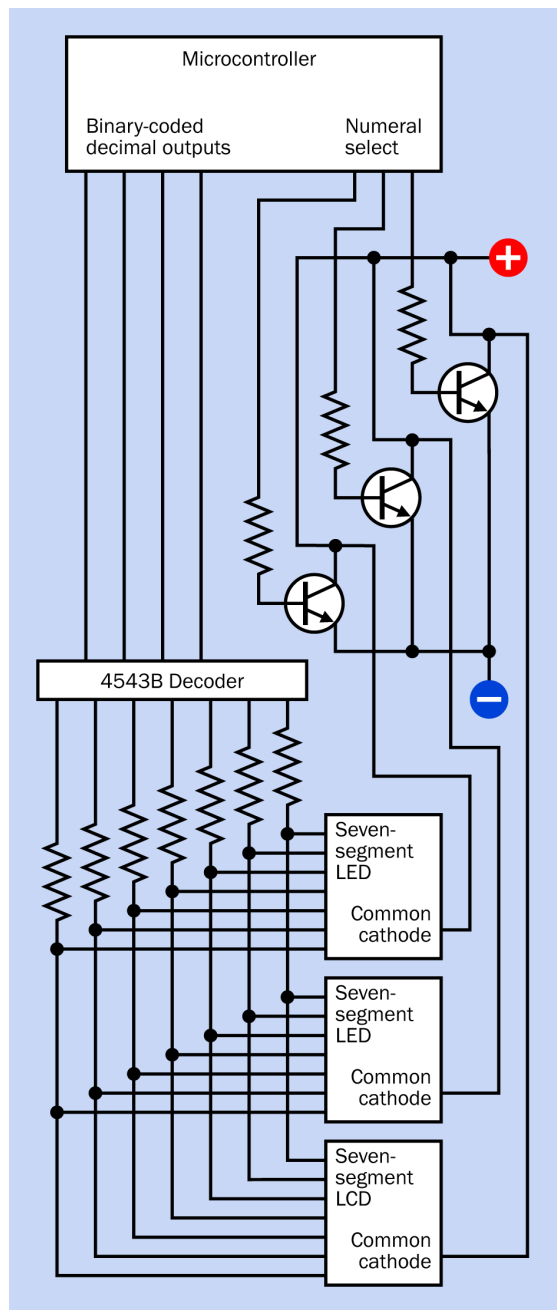 Microcontroller
Binary-coded
decimal outputs
Numeral
select
+
−
4543B Decoder
Seven-
segment
LED
Common
cathode
Seven-
segment
LED
Common
cathode
Seven-
segment
LCD
Common
cathode